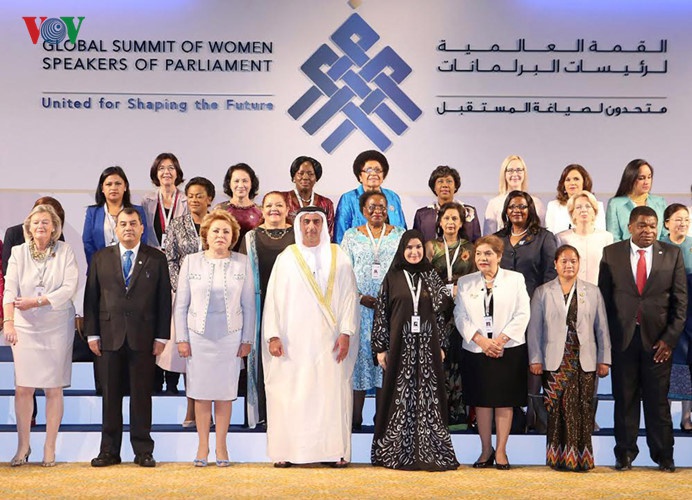 VOV
GLOBAL SUMMIT OF WOMEN
SPEAKERS OF PARLIAMENT
United for Shaping the Future
القمة العالمية
لرئيسات البرلمانات
متحدون لصياغة المستقبل